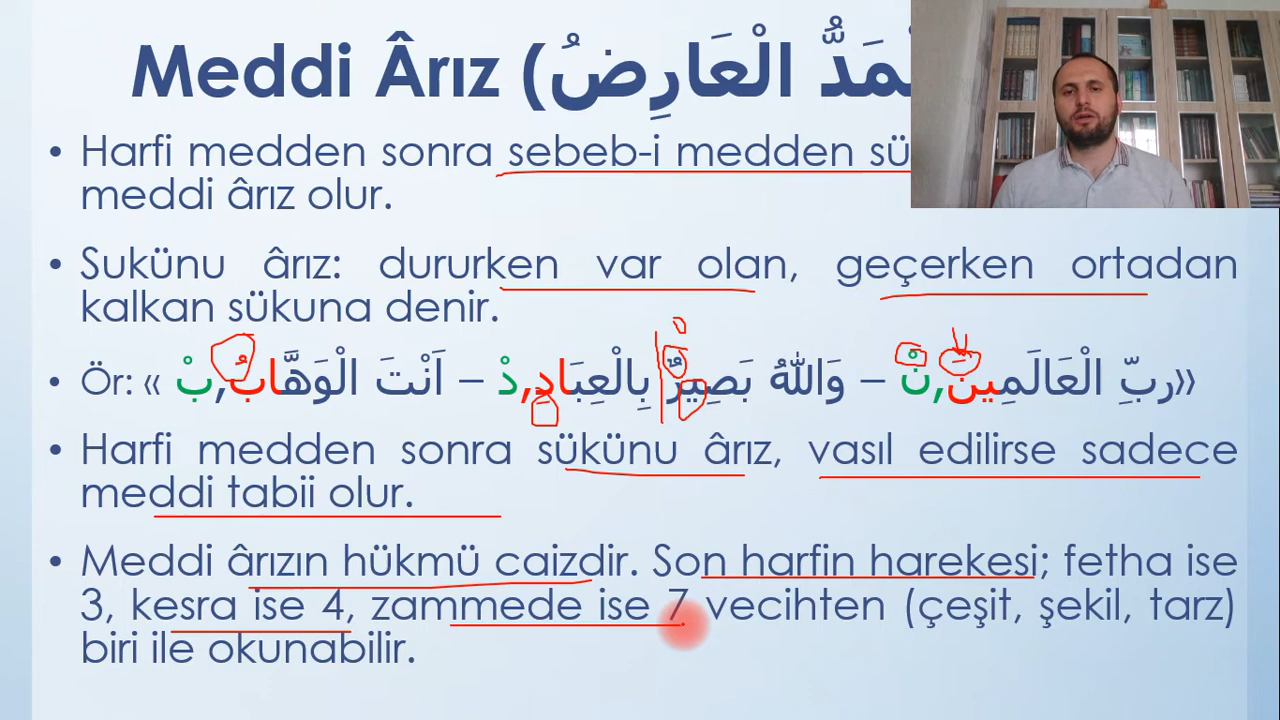 Meddi Ârız (لْمَدُّ الْعَارِضُ
• Harfi medden sonra sebeb-i medden sü
meddi ârız olur.
• Sukünu ârız: dururken var olan, geçerken ortadan
kalkan sükuna denir.
• Ör: « رَبِّ الْعَالَمِينَ,نْ – وَاللهُ بَصِيرٌ بِالْعِبَادِ,دْ – اَنْتَ الْوَهَّابُ,بْ »
• Harfi medden sonra sükünu ârız, vasıl edilirse sadece
meddi tabii olur.
• Meddi ârızın hükmü caizdir. Son harfin harekesi; fetha ise
3, kesra ise 4, zammede ise 7 vecihten (çeşit, şekil, tarz)
biri ile okunabilir.